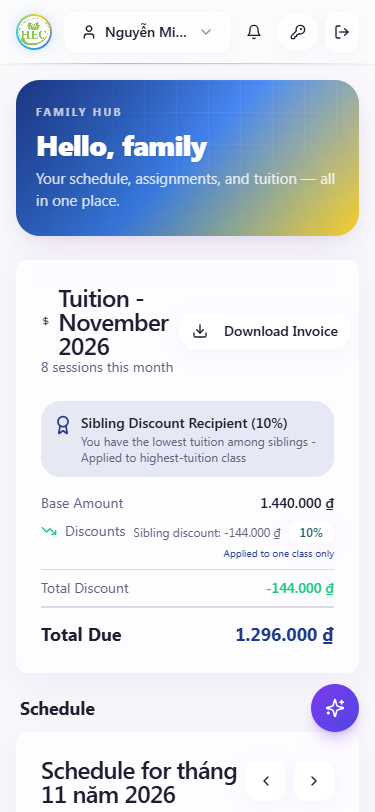 HEC
Nguyễn Mi...
FAMILY HUB
Hello, family
Your schedule, assignments, and tuition — all
in one place.
$
Tuition -
November
2026
Download Invoice
8 sessions this month
Sibling Discount Recipient (10%)
You have the lowest tuition among siblings -
Applied to highest-tuition class
Base Amount 1.440.000 ₫
Discounts Sibling discount: -144.000 ₫ 10%
Applied to one class only
Total Discount -144.000 ₫
Total Due 1.296.000 ₫
Schedule
Schedule for tháng
11 năm 2026